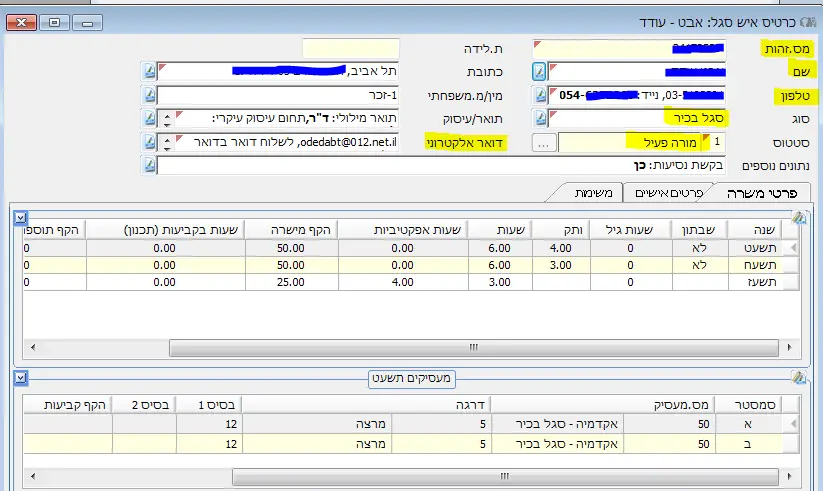 כרטיס איש סגל: אבט - עודד
מס.זהות ת.לידה
שם כתובת תל אביב,
טלפון 03-, נייד: 054- מין/מ.משפחתי 1-זכר
סוג סגל בכיר תואר/עיסוק תואר מילולי: ד"ר,תחום עיסוק עיקרי:
סטטוס 1 מורה פעיל ... דואר אלקטרוני odedabt@012.net.il, לשלוח דואר בדואר
נתונים נוספים בקשת נסיעות: כן
פרטי משרה פרטים אישיים משימות
שנה שבתון שעות גיל ותק שעות שעות אפקטיביות הקף מישרה שעות בקביעות (תכנון) הקף תוספו
תשעט לא 0 4.00 6.00 0.00 50.00 0.00 0
תשעח לא 0 3.00 6.00 0.00 50.00 0.00 0
תשעז 0 3.00 4.00 25.00 0.00 0
מעסיקים תשעט
סמסטר מס.מעסיק דרגה בסיס 1 בסיס 2 הקף קביעות
א 50 אקדמיה - סגל בכיר 5 מרצה 12
ב 50 אקדמיה - סגל בכיר 5 מרצה 12